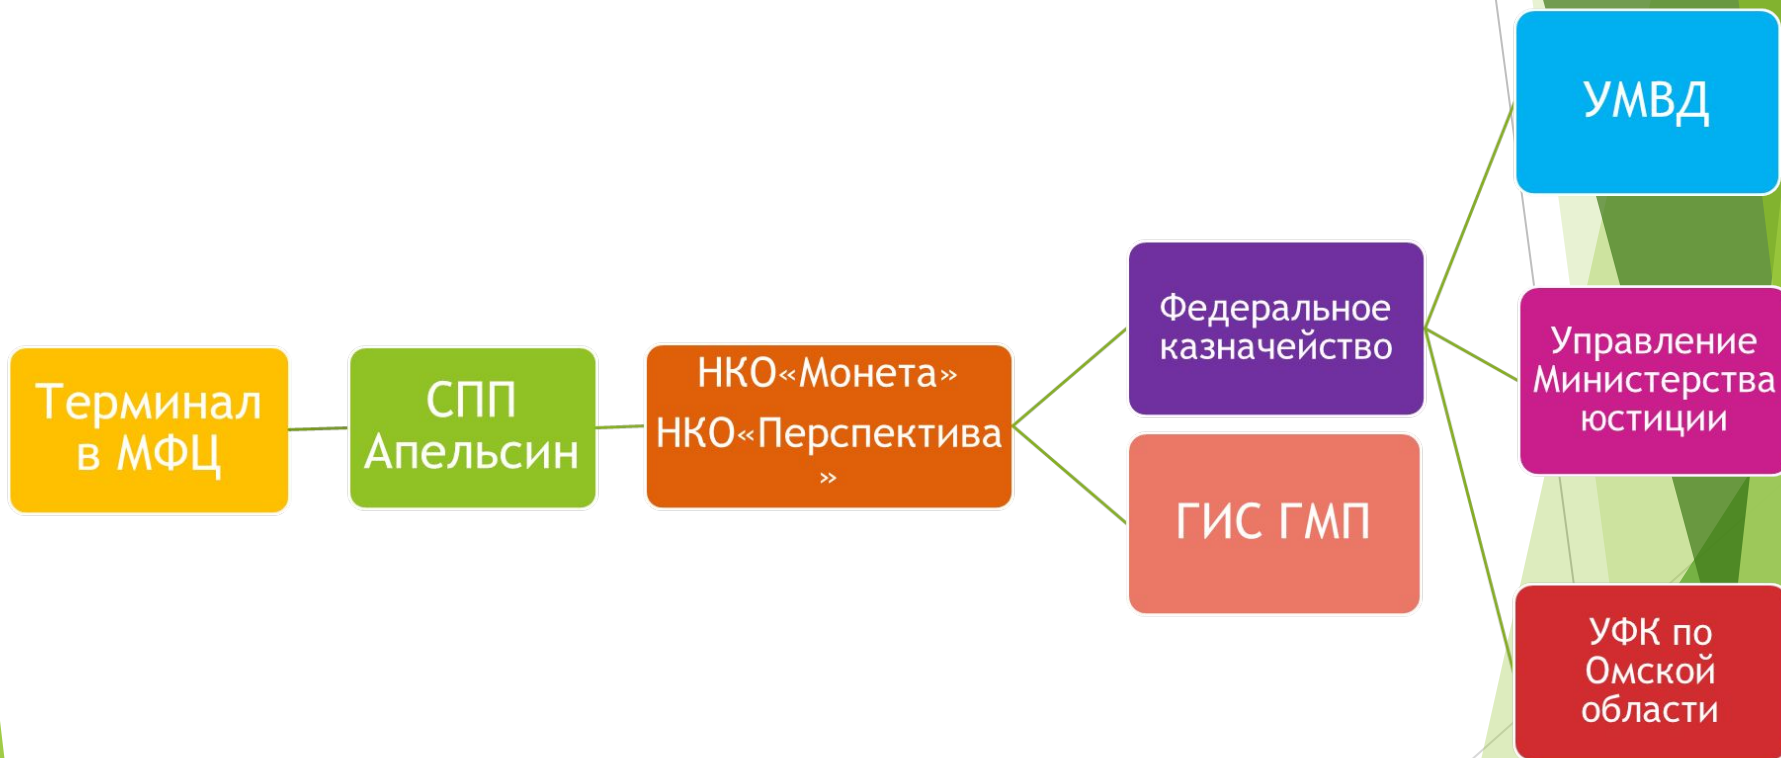 Терминал
в МФЦ
СПП
Апельсин
НКО«Монета»
НКО«Перспектива
»
Федеральное
казначейство
ГИС ГМП
УМВД
Управление
Министерства
юстиции
УФК по
Омской
области